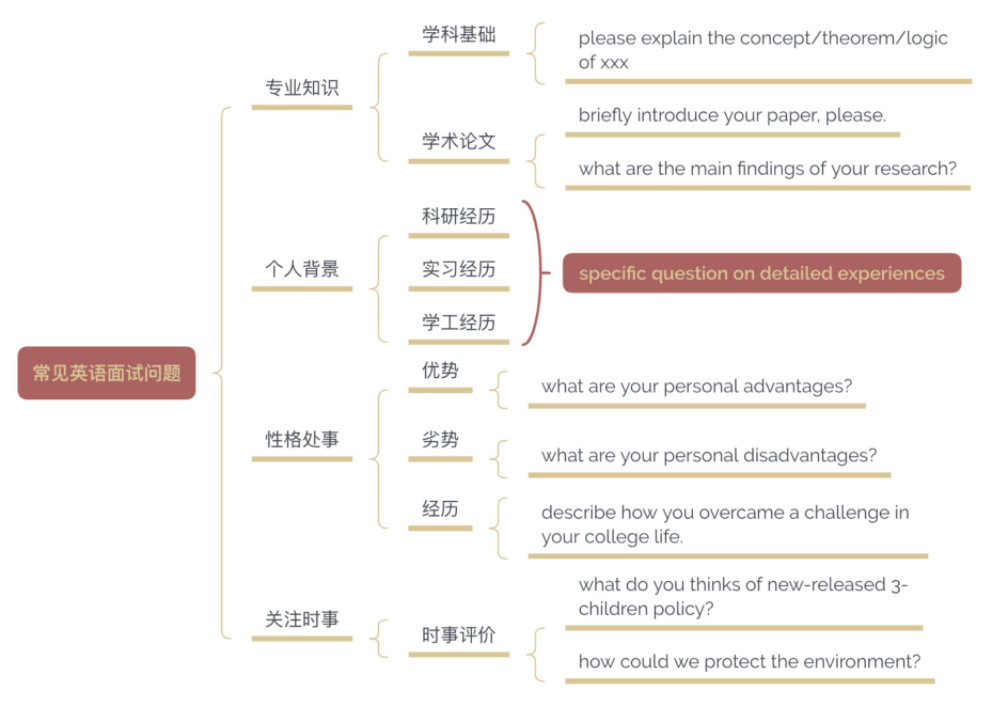 常见英语面试问题
专业知识
学科基础
please explain the concept/theorem/logic
of xxx
学术论文
briefly introduce your paper, please.
what are the main findings of your research?
个人背景
科研经历
实习经历
学工经历
specific question on detailed experiences
性格处事
优势
what are your personal advantages?
劣势
what are your personal disadvantages?
经历
describe how you overcame a challenge in
your college life.
关注时事
时事评价
what do you thinks of new-released 3-
children policy?
how could we protect the environment?